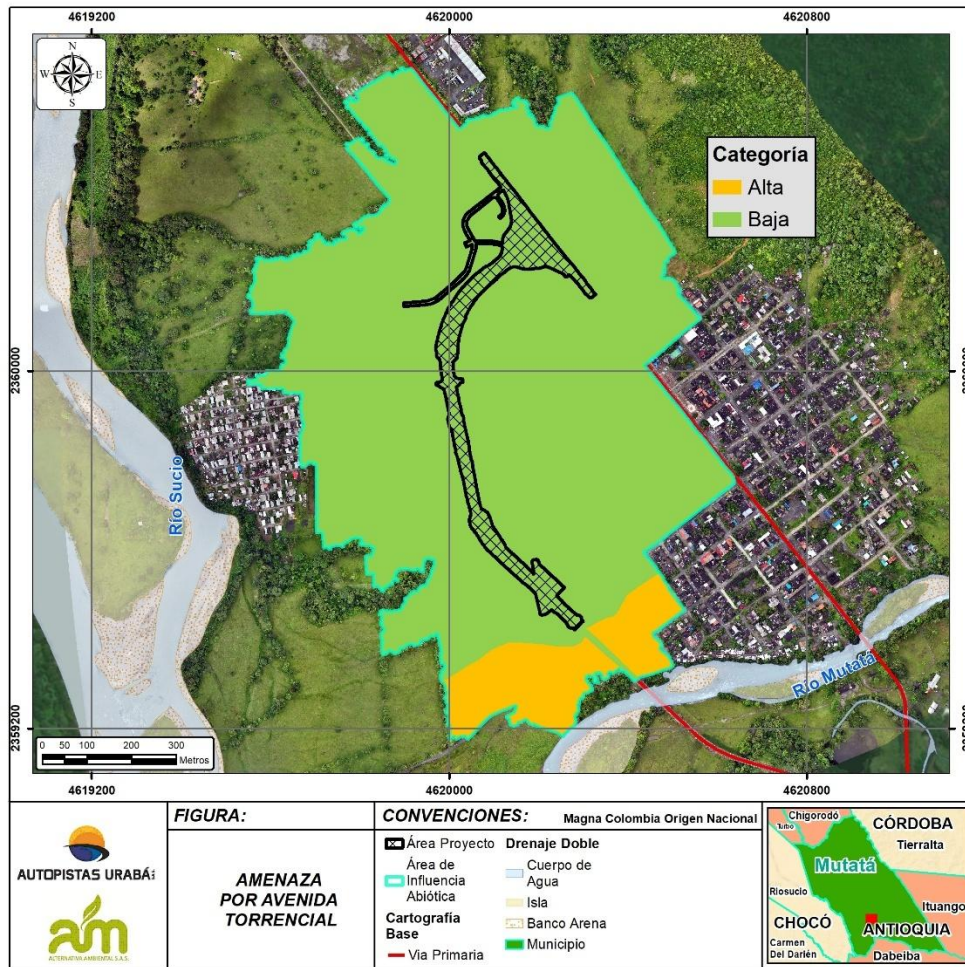 4619200
4620000
4620800
N
W
E
S
Categoría
Alta
Baja
2360000
Río Sucio
Río Mutatá
2359200
0 50 100 200 300
Metros
4619200
4620000
4620800
AUTOPISTAS URABÁ
am
ALTERNATIVA AMBIENTAL S.A.S.
FIGURA:
AMENAZA
POR AVENIDA
TORRENCIAL
CONVENCIONES:
Magna Colombia Origen Nacional
Área Proyecto
Área de
Influencia
Abiótica
Cartografía
Base
Via Primaria
Drenaje Doble
Cuerpo de
Agua
Isla
Banco Arena
Municipio
Chigorodó
Turbo
CÓRDOBA
Tierralta
Mutatá
Riosucio
Ituango
CHOCÓ
ANTIOQUIA
Carmen
Del Darién
Dabeiba